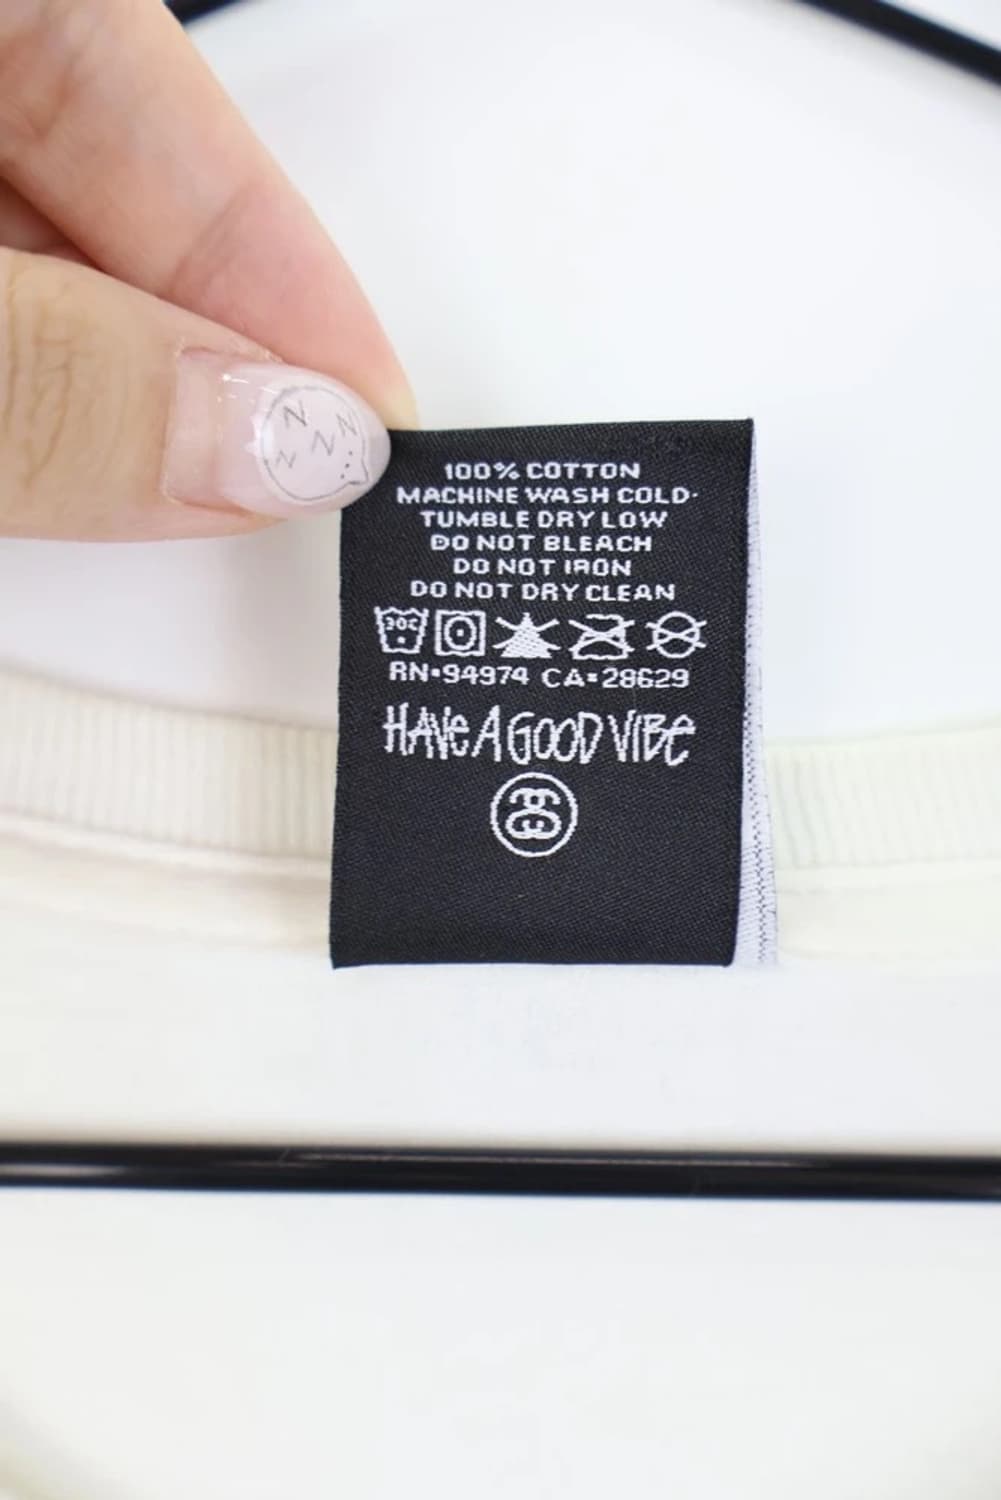 100% COTTON
MACHINE WASH COLD·
TUMBLE DRY LOW
DO NOT BLEACH
DO NOT IRON
DO NOT DRY CLEAN
30C
RN·94974 CA·28629
HAVE A GOOD VIBE
Z Z Z Z